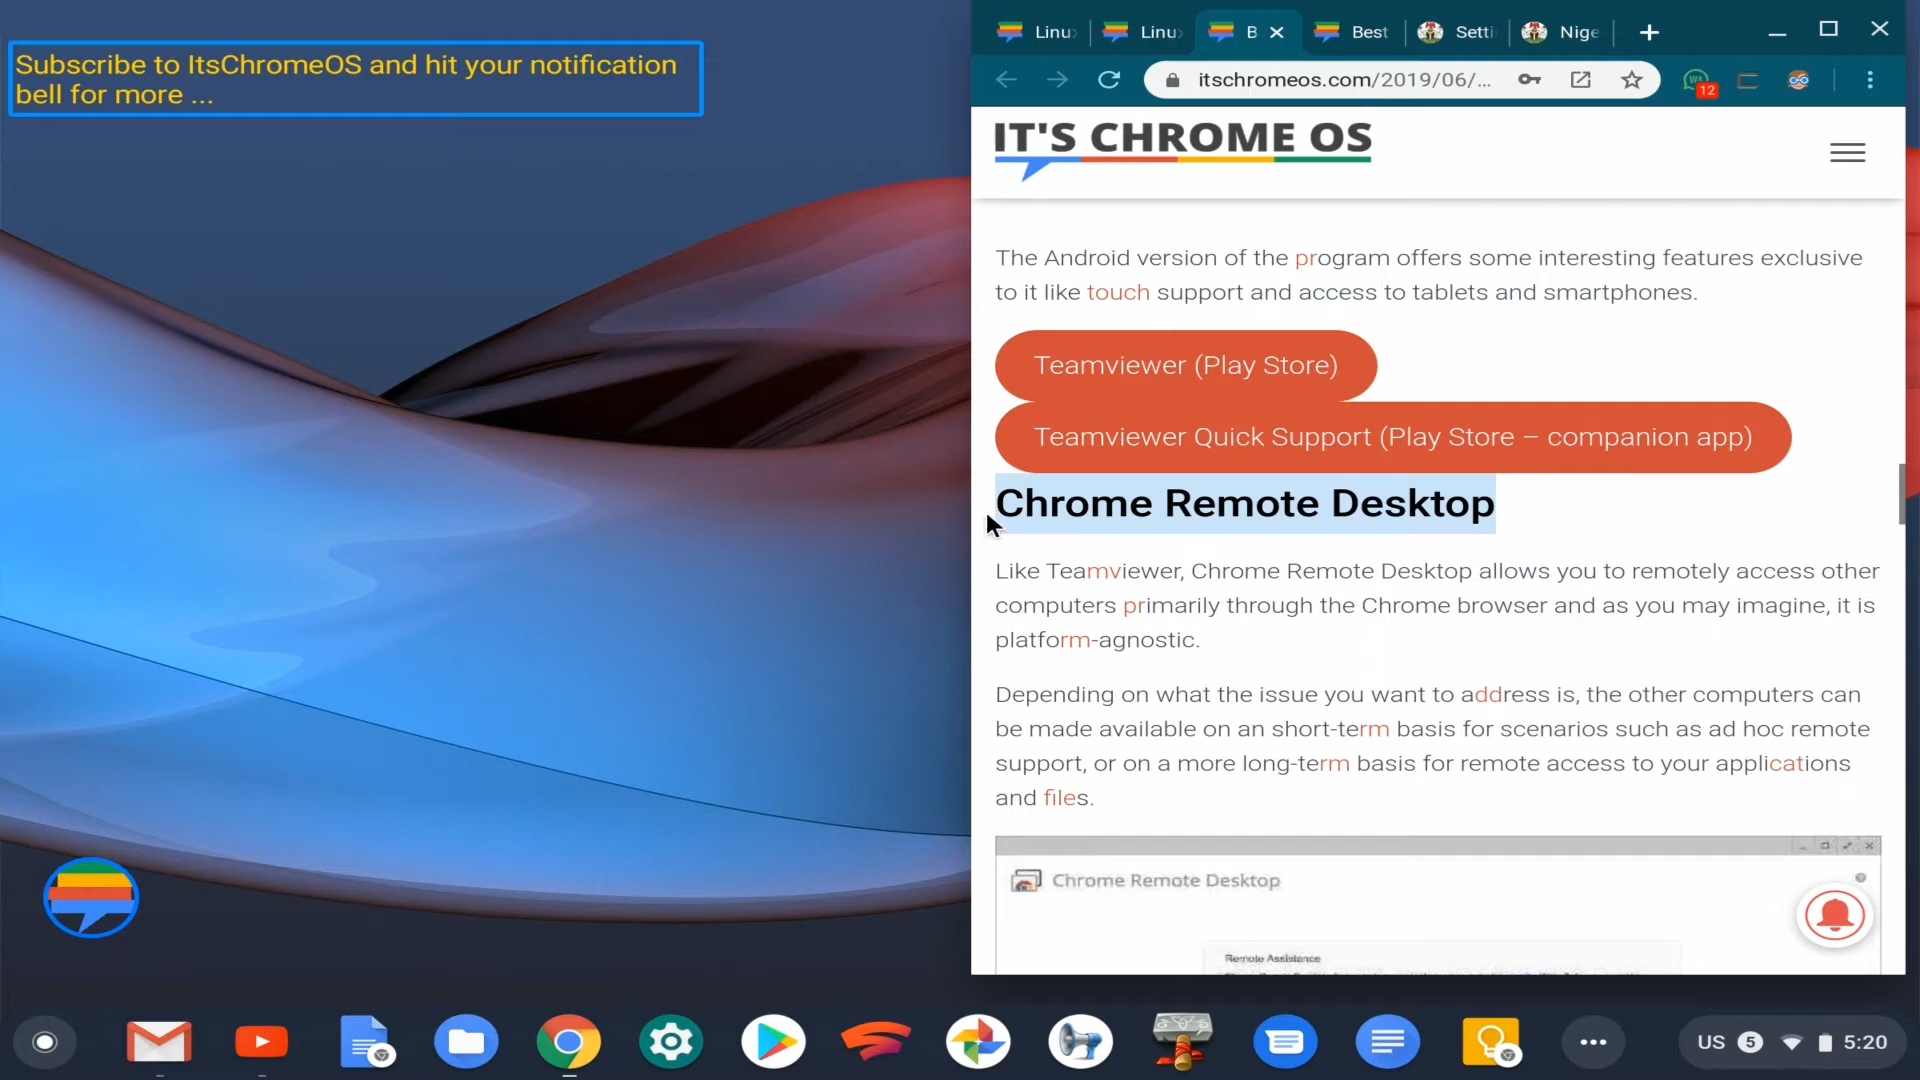 Subscribe to ItsChromeOS and hit your notification
bell for more ...
Linux
Linux
B
Best
Setti
Nige
itschromeos.com/2019/06/...
WA
12
IT'S CHROME OS
The Android version of the program offers some interesting features exclusive
to it like touch support and access to tablets and smartphones.
Teamviewer (Play Store)
Teamviewer Quick Support (Play Store – companion app)
Chrome Remote Desktop
Like Teamviewer, Chrome Remote Desktop allows you to remotely access other
computers primarily through the Chrome browser and as you may imagine, it is
platform-agnostic.
Depending on what the issue you want to address is, the other computers can
be made available on an short-term basis for scenarios such as ad hoc remote
support, or on a more long-term basis for remote access to your applications
and files.
Chrome Remote Desktop
Remote Assistance
US 5 5:20